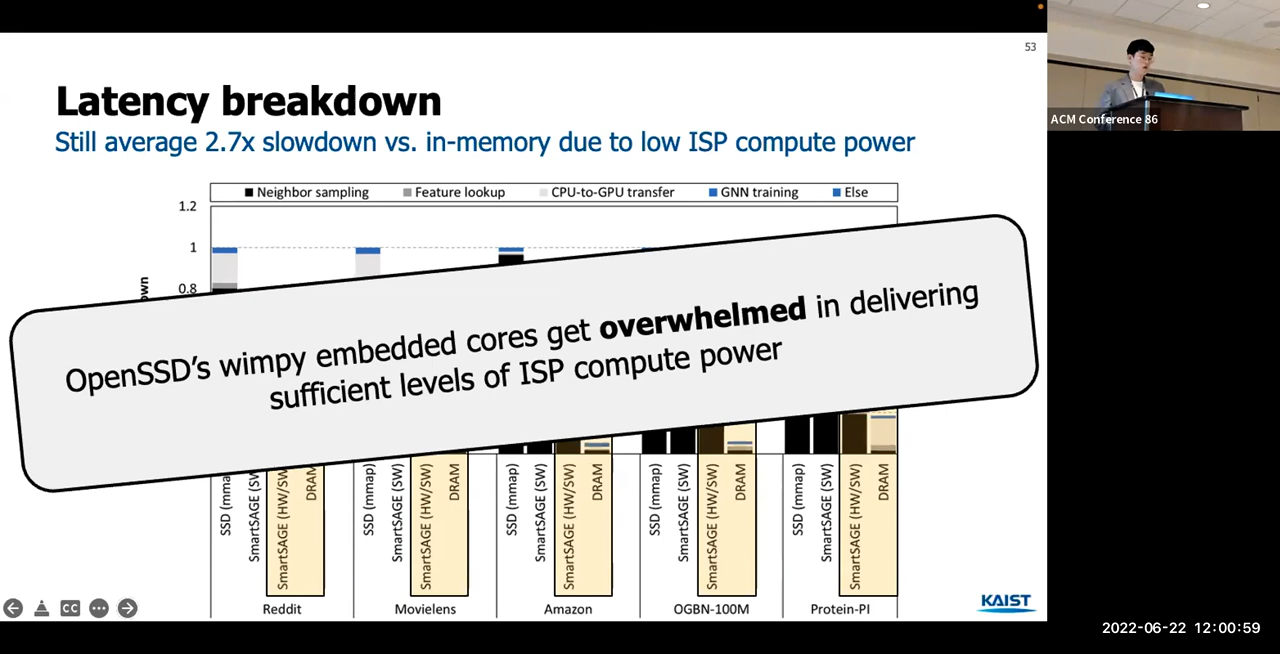 53
Latency breakdown
Still average 2.7x slowdown vs. in-memory due to low ISP compute power
Neighbor sampling Feature lookup CPU-to-GPU transfer GNN training Else
1.2
1
0.8
OpenSSD's wimpy embedded cores get overwhelmed in delivering
sufficient levels of ISP compute power
SSD (mma
SmartSAGE (SW
SmartSAGE (HW/SW
DRAM
SSD (mmap)
SmartSAGE (SW)
SmartSAGE (HW/SW)
DRAM
SSD (mmap)
SmartSAGE (SW)
SmartSAGE (HW/SW)
DRAM
SSD (mmap)
SmartSAGE (SW)
SmartSAGE (HW/SW)
DRAM
SSD (mmap)
SmartSAGE (SW)
SmartSAGE (HW/SW)
DRAM
Reddit Movielens Amazon OGBN-100M Protein-PI
CC
KAIST
ACM Conference 86
2022-06-22 12:00:59